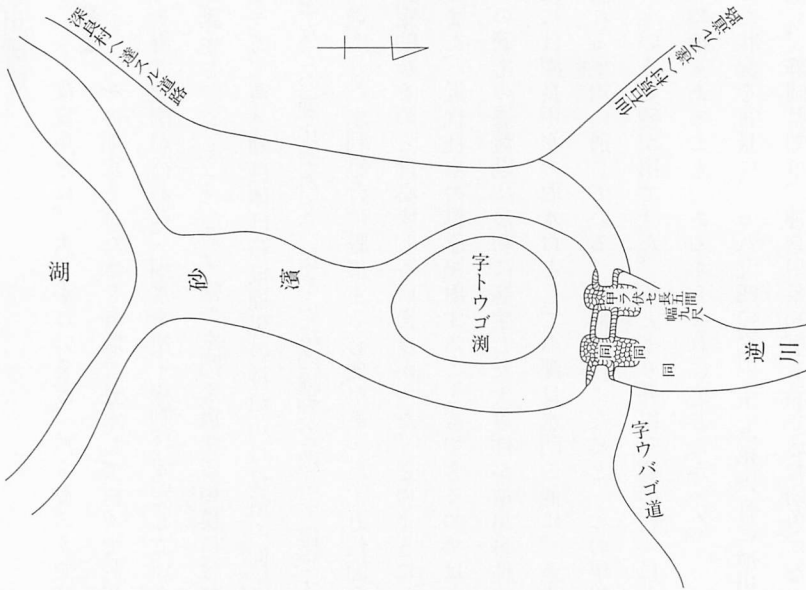 深良村ヘ達スル道路
仙石原村ヘ達スル道路
湖
砂濱
字トウゴ渕
甲ラ伏セ長五間
幅九尺
同
同
同
逆川
字ウバゴ道